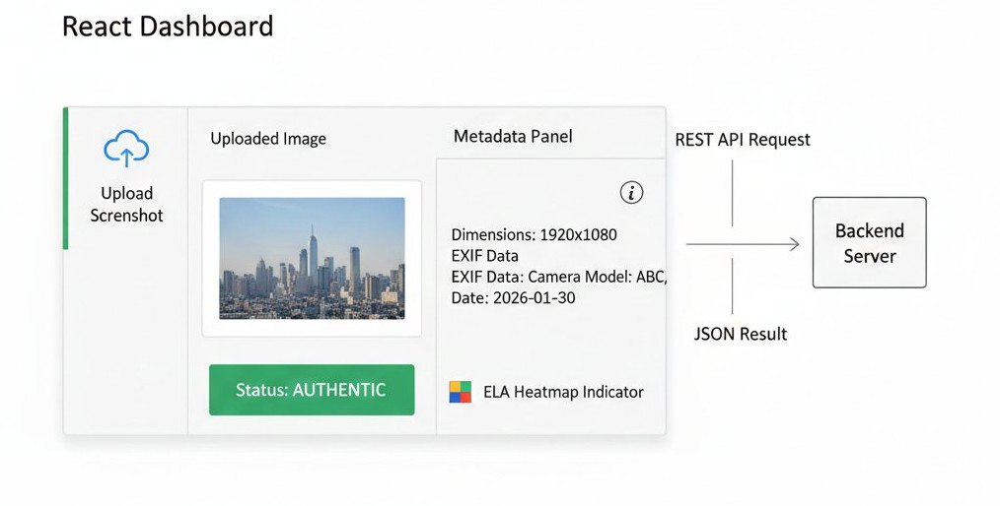 React Dashboard
Upload
Screnshot
Uploaded Image
Status: AUTHENTIC
Metadata Panel
i
Dimensions: 1920x1080
EXIF Data
EXIF Data: Camera Model: ABC,
Date: 2026-01-30
ELA Heatmap Indicator
REST API Request
JSON Result
Backend
Server